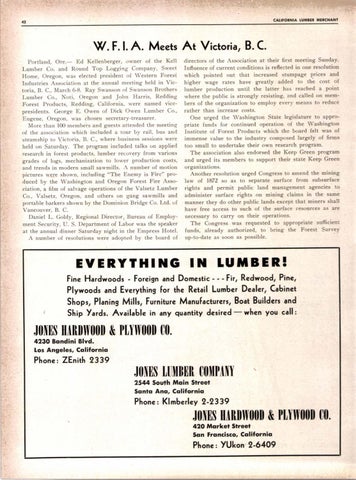 42
CALIFORNIA LUMBER MERCHANT
W.F.I.A. Meets At Victoria, B.C.
Portland, Ore.— Ed Kellenberger, owner of the Kell
Lumber Co. and Round Top Logging Company, Sweet
Home, Oregon, was elected president of Western Forest
Industries Association at the annual meeting held in Vic-
toria, B. C., March 6-8. Ray Swanson of Swanson Brothers
Lumber Co., Noti, Oregon and John Harris, Redding
Forest Products, Redding, California, were named vice-
presidents. George E. Owen of Dick Owen Lumber Co.,
Eugene, Oregon, was chosen secretary-treasurer.
More than 100 members and guests attended the meeting
of the association which included a tour by rail, bus and
steamship to Victoria, B. C., where business sessions were
held on Saturday. The program included talks on applied
research in forest products, lumber recovery from various
grades of logs, mechanization to lower production costs,
and trends in modern small sawmills. A number of motion
pictures were shown, including "The Enemy is Fire" pro-
duced by the Washington and Oregon Forest Fire Asso-
ciation, a film of salvage operations of the Valsetz Lumber
Co., Valsetz, Oregon, and others on gang sawmills and
portable barkers shown by the Dominion Bridge Co. Ltd. of
Vancouver, B. C.
Daniel L. Goldy, Regional Director, Bureau of Employ-
ment Security, U. S. Department of Labor was the speaker
at the annual dinner Saturday night in the Empress Hotel.
A number of resolutions were adopted by the board of
directors of the Association at their first meeting Sunday.
Influence of current conditions is reflected in one resolution
which pointed out that increased stumpage prices and
higher wage rates have greatly added to the cost of
lumber production until the latter has reached a point
where the public is strongly resisting, and called on mem-
bers of the organization to employ every means to reduce
rather than increase costs.
One urged the Washington State legislature to appro-
priate funds for continued operation of the Washington
Institute of Forest Products which the board felt was of
immense value to the industry composed largely of firms
too small to undertake their own research program.
The association also endorsed the Keep Green program
and urged its members to support their state Keep Green
organizations.
Another resolution urged Congress to amend the mining
law of 1872 so as to separate surface from subsurface
rights and permit public land management agencies to
administer surface rights on mining claims in the same
manner they do other public lands except that miners shall
have free access to such of the surface resources as are
necessary to carry on their operations.
The Congress was requested to appropriate sufficient
funds, already authorized, to bring the Forest Survey
up-to-date as soon as possible.
EVERYTHING IN LUMBER!
Fine Hardwoods - Foreign and Domestic - - - Fir, Redwood, Pine,
Plywoods and Everything for the Retail Lumber Dealer, Cabinet
Shops, Planing Mills, Furniture Manufacturers, Boat Builders and
Ship Yards. Available in any quantity desired — when you call:
JONES HARDWOOD & PLYWOOD CO.
4230 Bandini Blvd.
Los Angeles, California
Phone: ZEnith 2339
JONES LUMBER COMPANY
2544 South Main Street
Santa Ana, California
Phone: KImberley 2-2339
JONES HARDWOOD & PLYWOOD CO.
420 Market Street
San Francisco, California
Phone: YUkon 2-6409